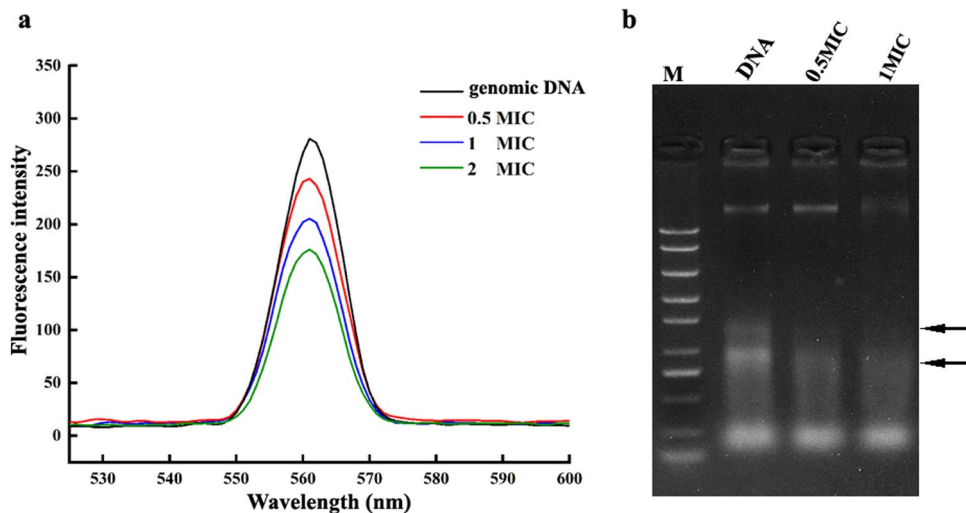 a
350
300
250
200
150
100
50
0
Fluorescence intensity
530 540 550 560 570 580 590 600
Wavelength (nm)
genomic DNA
0.5 MIC
1 MIC
2 MIC
b
M DNA 0.5MIC 1MIC